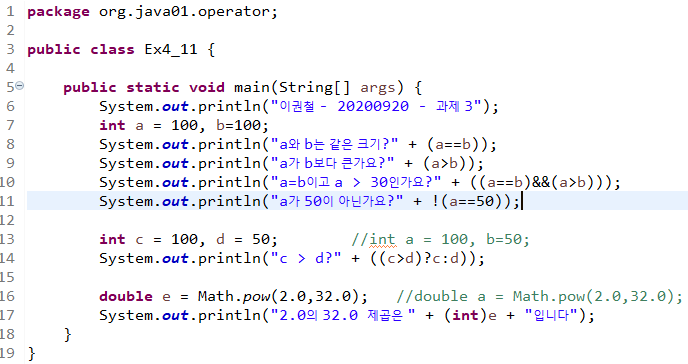 1 package org.java01.operator;
2
3 public class Ex4_11 {
4
5     public static void main(String[] args) {
6         System.out.println("이권철 - 20200920 - 과제 3");
7         int a = 100, b=100;
8         System.out.println("a와 b는 같은 크기?" + (a==b));
9         System.out.println("a가 b보다 큰가요?" + (a>b));
10         System.out.println("a=b이고 a > 30인가요?" + ((a==b)&&(a>b)));
11         System.out.println("a가 50이 아닌가요?" + !(a==50));
12
13         int c = 100, d = 50;        //int a = 100, b=50;
14         System.out.println("c > d?" + ((c>d)?c:d));
15
16         double e = Math.pow(2.0,32.0);   //double a = Math.pow(2.0,32.0);
17         System.out.println("2.0의 32.0 제곱은 " + (int)e + "입니다");
18     }
19 }